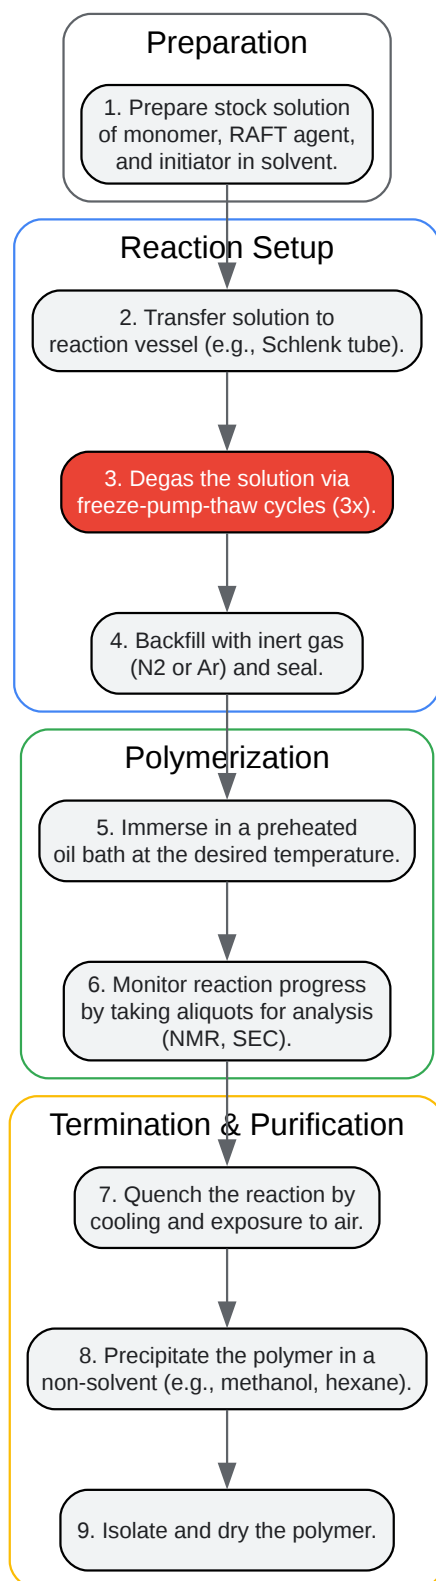 Preparation
1. Prepare stock solution
of monomer, RAFT agent,
and initiator in solvent.
Reaction Setup
2. Transfer solution to
reaction vessel (e.g., Schlenk tube).
3. Degas the solution via
freeze-pump-thaw cycles (3x).
4. Backfill with inert gas
(N2 or Ar) and seal.
Polymerization
5. Immerse in a preheated
oil bath at the desired temperature.
6. Monitor reaction progress
by taking aliquots for analysis
(NMR, SEC).
Termination & Purification
7. Quench the reaction by
cooling and exposure to air.
8. Precipitate the polymer in a
non-solvent (e.g., methanol, hexane).
9. Isolate and dry the polymer.